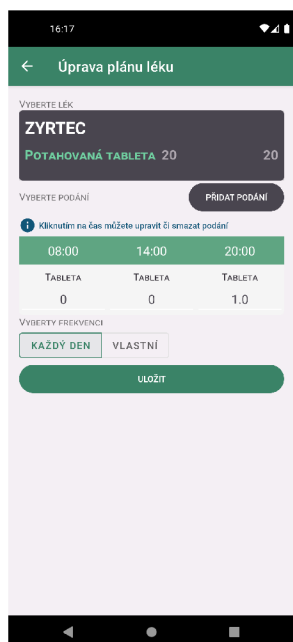 16:17
Úprava plánu léku
VYBERTE LÉK
ZYRTEC
POTAHOVANÁ TABLETA 20 20
VYBERTE PODÁNÍ
PŘIDAT PODÁNÍ
i Kliknutím na čas můžete upravit či smazat podání
08:00 14:00 20:00
TABLETA TABLETA TABLETA
0 0 1.0
VYBERTY FREKVENCI
KAŽDÝ DEN VLASTNÍ
ULOŽIT